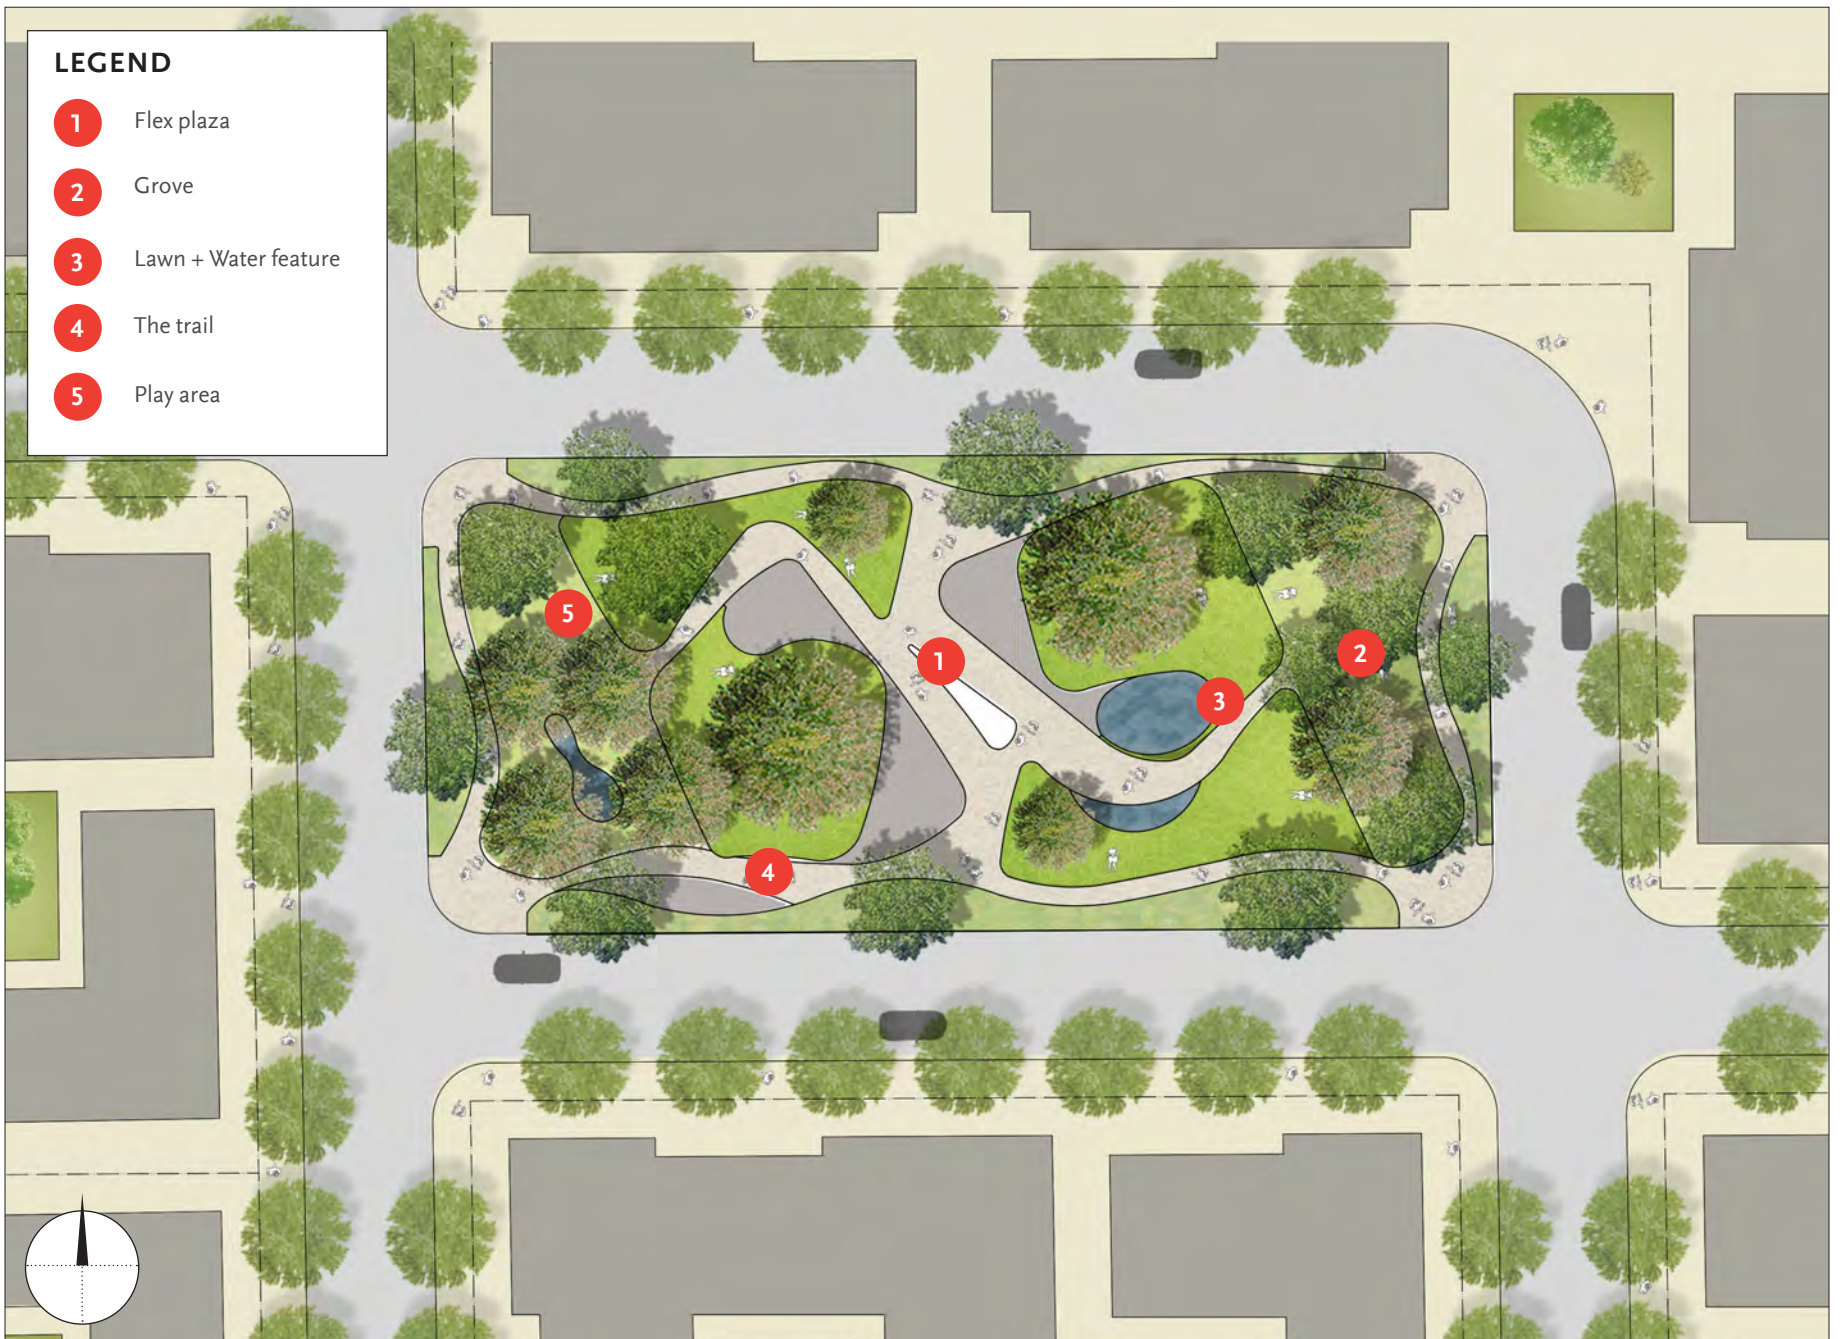 LEGEND
1 Flex plaza
2 Grove
3 Lawn + Water feature
4 The trail
5 Play area
5
1
2
3
4